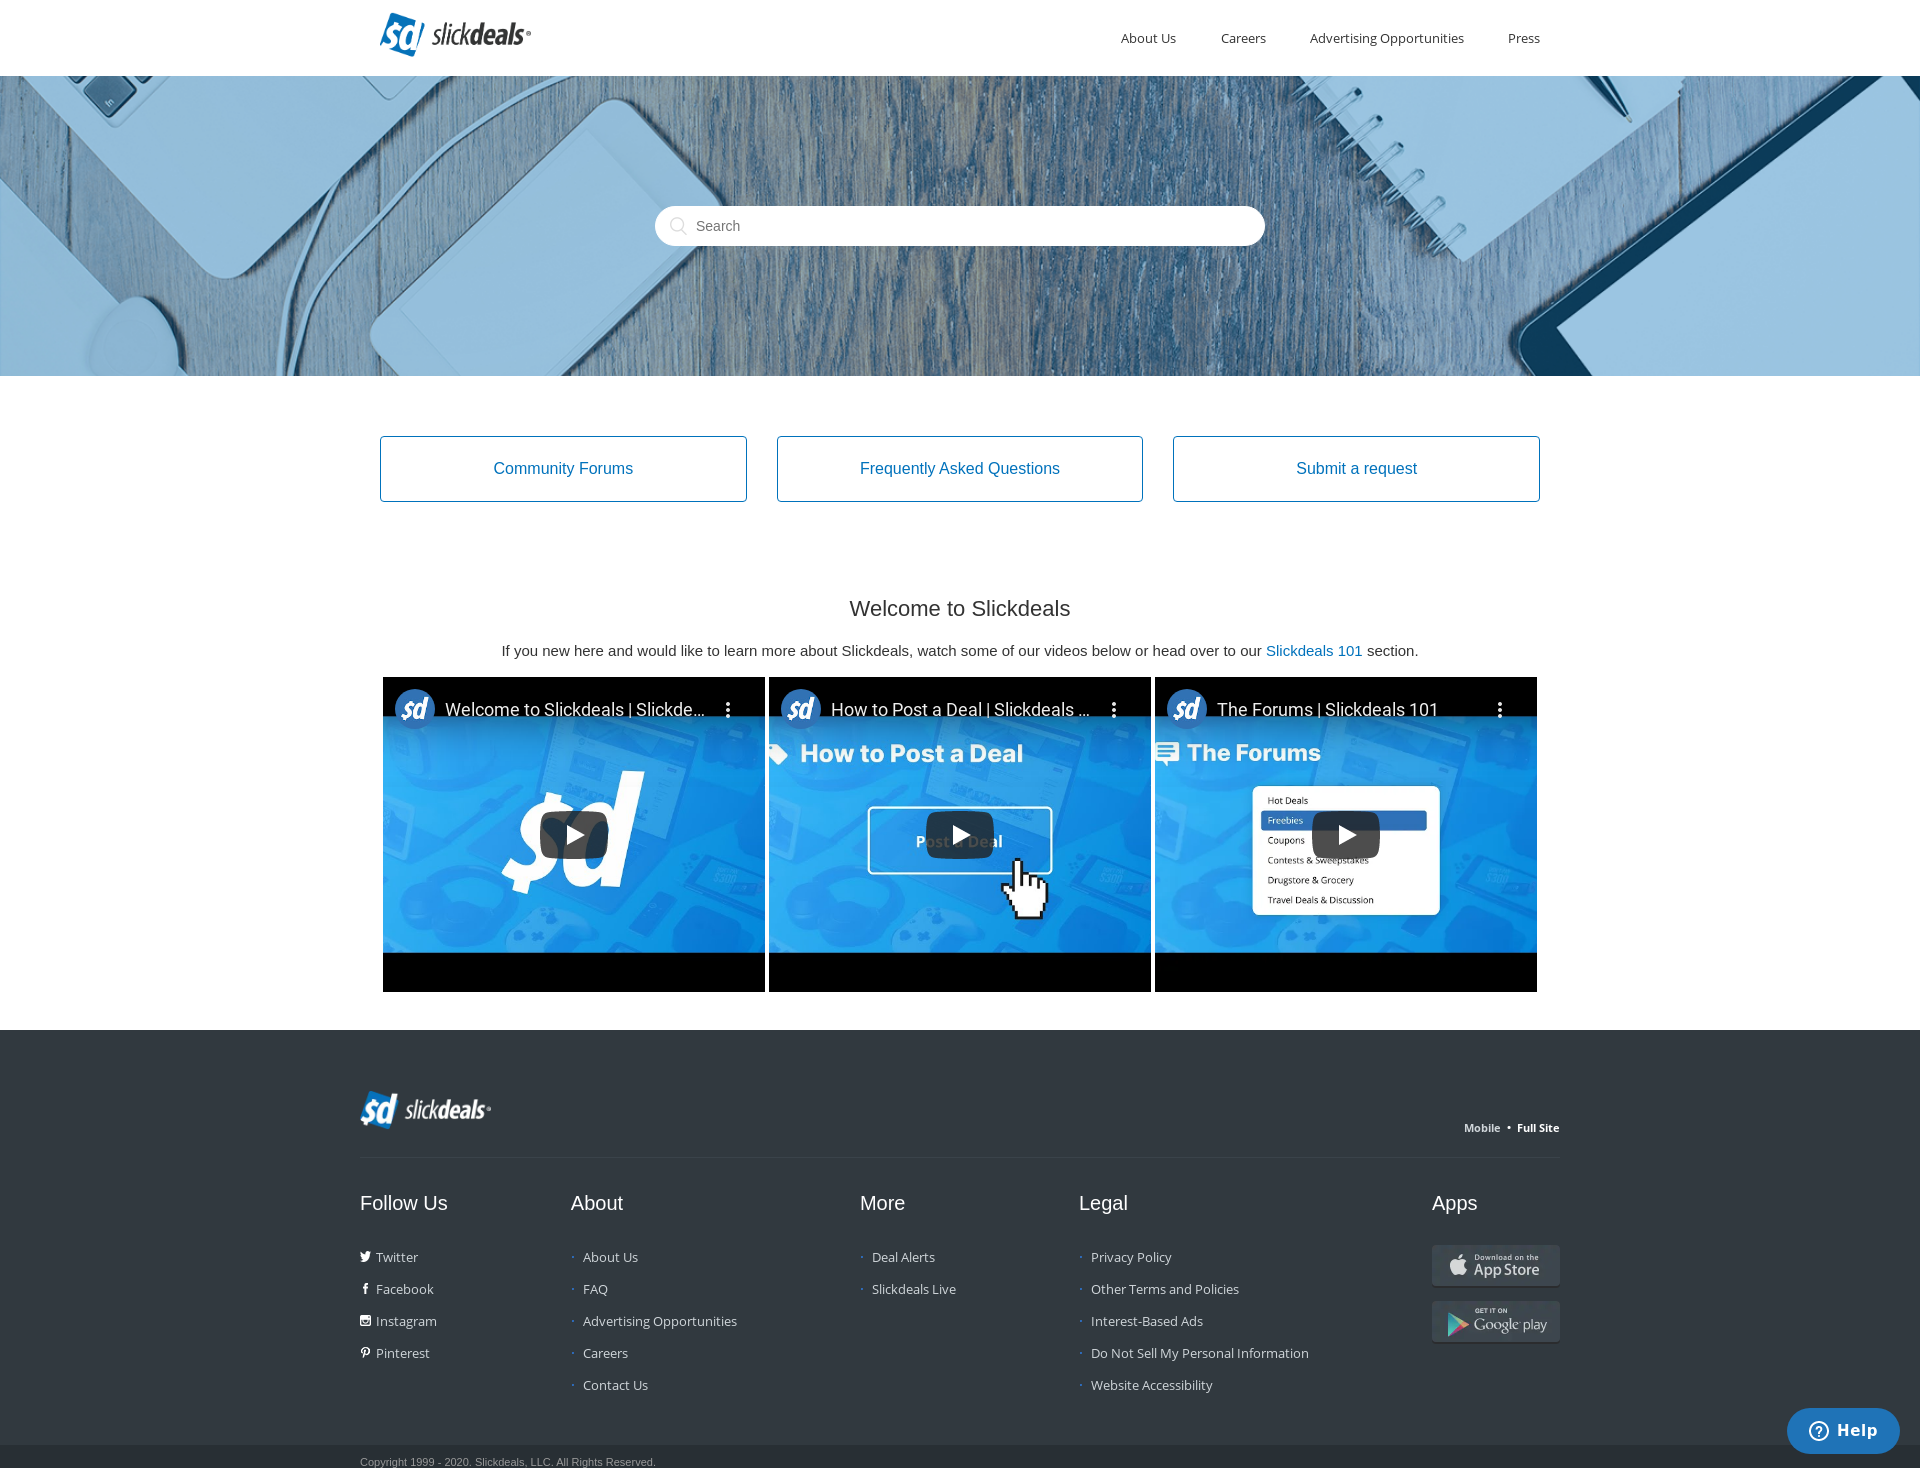 $d slickdeals®
About Us
Careers
Advertising Opportunities
Press
Search
Community Forums
Frequently Asked Questions
Submit a request
Welcome to Slickdeals
If you new here and would like to learn more about Slickdeals, watch some of our videos below or head over to our Slickdeals 101 section.
$d Welcome to Slickdeals | Slickde...
$d
$d How to Post a Deal | Slickdeals ...
How to Post a Deal
Post a Deal
$d The Forums | Slickdeals 101
The Forums
Hot Deals
Freebies
Coupons
Contests & Sweepstakes
Drugstore & Grocery
Travel Deals & Discussion
$d slickdeals®
Mobile • Full Site
Follow Us
Twitter
Facebook
Instagram
Pinterest
About
About Us
FAQ
Advertising Opportunities
Careers
Contact Us
More
Deal Alerts
Slickdeals Live
Legal
Privacy Policy
Other Terms and Policies
Interest-Based Ads
Do Not Sell My Personal Information
Website Accessibility
Apps
Download on the
App Store
GET IT ON
Google play
Help
Copyright 1999 - 2020. Slickdeals, LLC. All Rights Reserved.